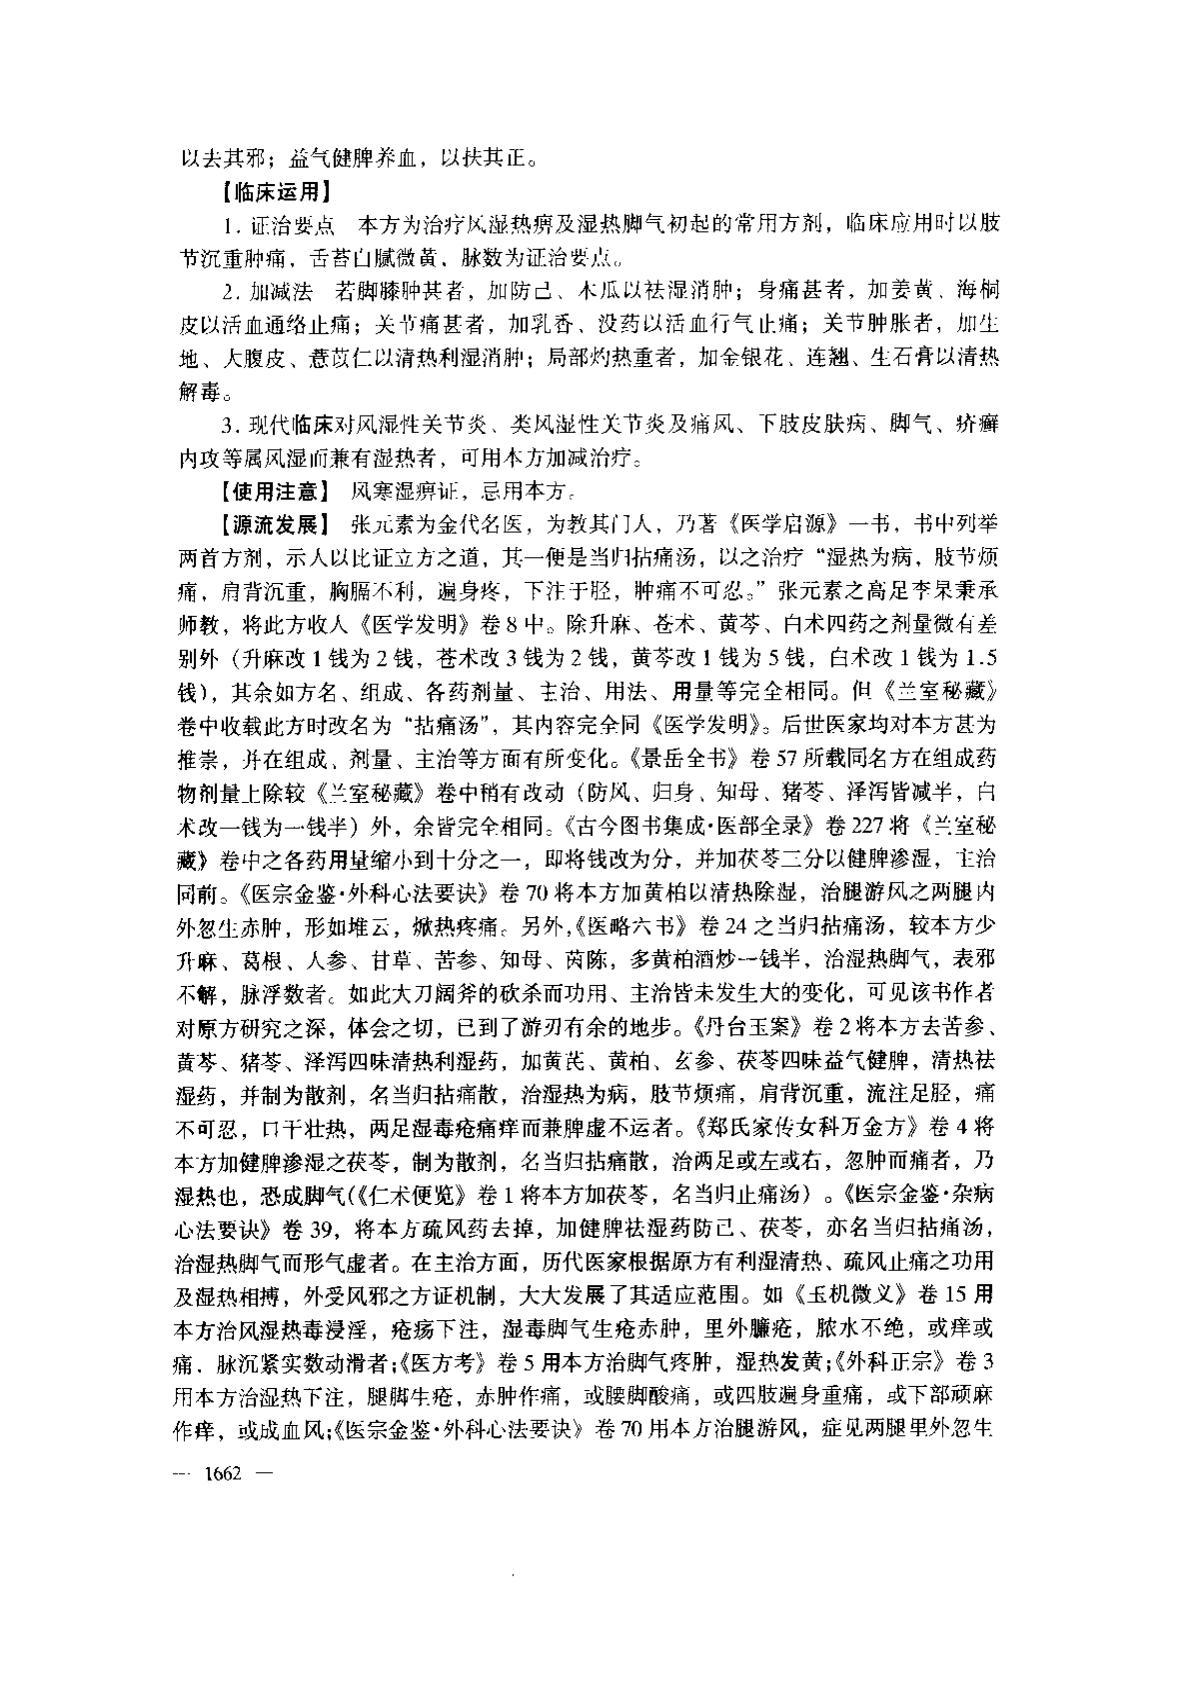 以去其邪；益气健脾养血，以扶其正。
【临床运用】
1. 证治要点　本方为治疗风湿热痹及湿热脚气初起的常用方剂，临床应用时以肢
节沉重肿痛，舌苔白腻微黄、脉数为证治要点。
2. 加减法　若脚膝肿甚者，加防己、木瓜以祛湿消肿；身痛甚者，加姜黄、海桐
皮以活血通络止痛；关节痛甚者，加乳香、没药以活血行气止痛；关节肿胀者，加生
地、大腹皮、薏苡仁以清热利湿消肿；局部灼热重者，加金银花、连翘、生石膏以清热
解毒。
3. 现代临床对风湿性关节炎、类风湿性关节炎及痛风、下肢皮肤病、脚气、疥癣
内攻等属风湿而兼有湿热者，可用本方加减治疗。
【使用注意】　风寒湿痹证，忌用本方。
【源流发展】　张元素为金代名医，为教其门人，乃著《医学启源》一书，书中列举
两首方剂，示人以比证立方之道，其一便是当归拈痛汤，以之治疗“湿热为病，肢节烦
痛，肩背沉重，胸膈不利，遍身疼，下注于胫，肿痛不可忍。”张元素之高足李杲秉承
师教，将此方收入《医学发明》卷 8 中。除升麻、苍术、黄芩、白术四药之剂量微有差
别外（升麻改 1 钱为 2 钱，苍术改 3 钱为 2 钱，黄芩改 1 钱为 5 钱，白术改 1 钱为 1.5
钱），其余如方名、组成、各药剂量、主治、用法、用量等完全相同。但《兰室秘藏》
卷中收载此方时改名为“拈痛汤”，其内容完全同《医学发明》。后世医家均对本方甚为
推崇，并在组成、剂量、主治等方面有所变化。《景岳全书》卷 57 所载同名方在组成药
物剂量上除较《兰室秘藏》卷中稍有改动（防风、归身、知母、猪苓、泽泻皆减半，白
术改一钱为一钱半）外，余皆完全相同。《古今图书集成·医部全录》卷 227 将《兰室秘
藏》卷中之各药用量缩小到十分之一，即将钱改为分，并加茯苓三分以健脾渗湿，主治
同前。《医宗金鉴·外科心法要诀》卷 70 将本方加黄柏以清热除湿，治腿游风之两腿内
外忽生赤肿，形如堆云，焮热疼痛。另外，《医略六书》卷 24 之当归拈痛汤，较本方少
升麻、葛根、人参、甘草、苦参、知母、茵陈，多黄柏酒炒一钱半，治湿热脚气，表邪
不解，脉浮数者。如此大刀阔斧的砍杀而功用、主治皆未发生大的变化，可见该书作者
对原方研究之深，体会之切，已到了游刃有余的地步。《丹台玉案》卷 2 将本方去苦参、
黄芩、猪苓、泽泻四味清热利湿药，加黄芪、黄柏、玄参、茯苓四味益气健脾，清热祛
湿药，并制为散剂，名当归拈痛散，治湿热为病，肢节烦痛，肩背沉重，流注足胫，痛
不可忍，口干壮热，两足湿毒疮痛痒而兼脾虚不运者。《郑氏家传女科万金方》卷 4 将
本方加健脾渗湿之茯苓，制为散剂，名当归拈痛散，治两足或左或右，忽肿而痛者，乃
湿热也，恐成脚气(《仁术便览》卷 1 将本方加茯苓，名当归止痛汤）。《医宗金鉴·杂病
心法要诀》卷 39，将本方疏风药去掉，加健脾祛湿药防己、茯苓，亦名当归拈痛汤，
治湿热脚气而形气虚者。在主治方面，历代医家根据原方有利湿清热、疏风止痛之功用
及湿热相搏，外受风邪之方证机制，大大发展了其适应范围。如《玉机微义》卷 15 用
本方治风湿热毒浸淫，疮疡下注，湿毒脚气生疮赤肿，里外臁疮，脓水不绝，或痒或
痛，脉沉紧实数动滑者；《医方考》卷 5 用本方治脚气疼肿，湿热发黄；《外科正宗》卷 3
用本方治湿热下注，腿脚生疮，赤肿作痛，或腰脚酸痛，或四肢遍身重痛，或下部顽麻
作痒，或成血风；《医宗金鉴·外科心法要诀》卷 70 用本方治腿游风，症见两腿里外忽生
— 1662 —